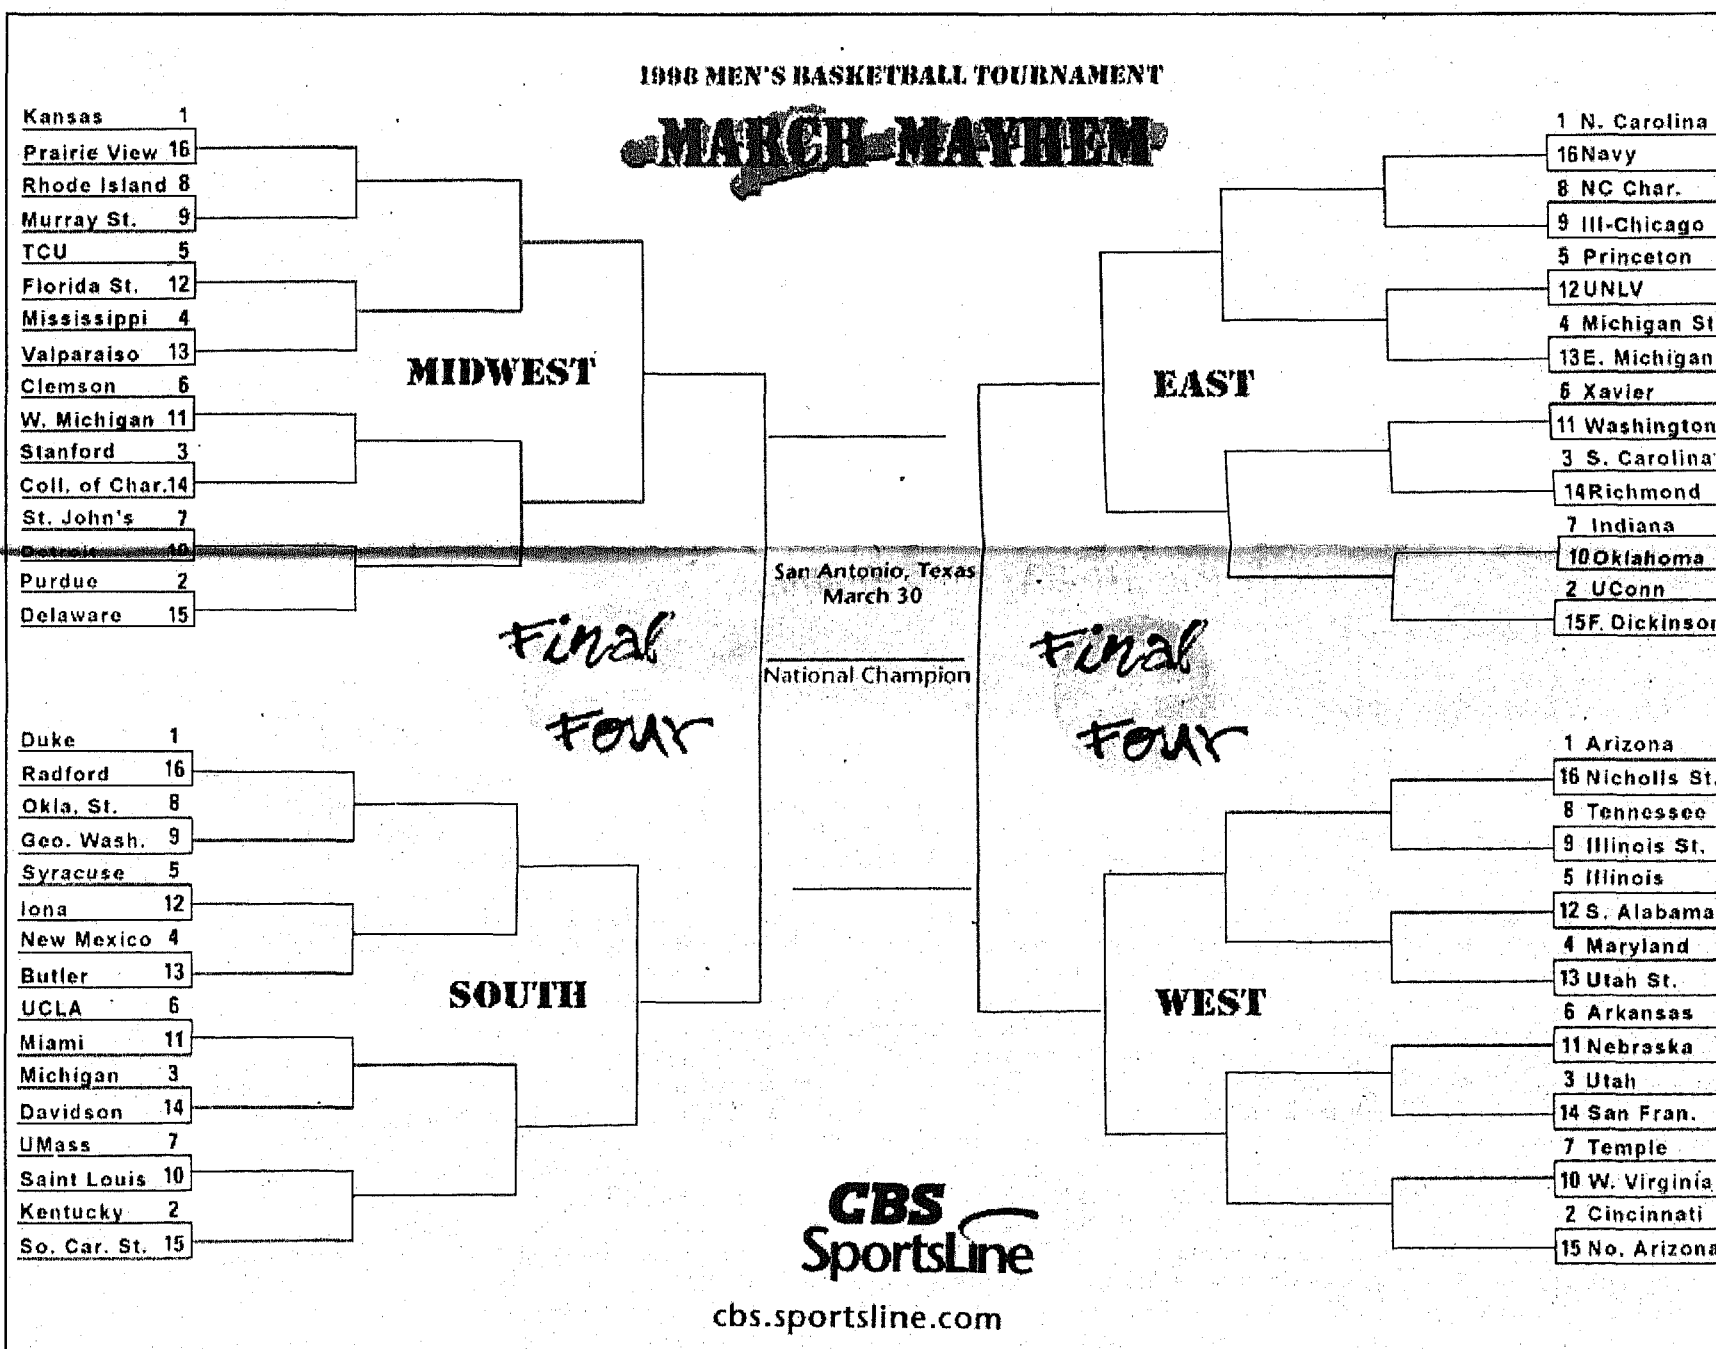 1998 MEN'S BASKETBALL TOURNAMENT
MARCH MAYHEM
Kansas 1
Prairie View 16
Rhode Island 8
Murray St. 9
TCU 5
Florida St. 12
Mississippi 4
Valparaiso 13
Clemson 6
W. Michigan 11
Stanford 3
Coll. of Char. 14
St. John's 7
Detroit 10
Purdue 2
Delaware 15
MIDWEST
Duke 1
Radford 16
Okla. St. 8
Geo. Wash. 9
Syracuse 5
Iona 12
New Mexico 4
Butler 13
UCLA 6
Miami 11
Michigan 3
Davidson 14
UMass 7
Saint Louis 10
Kentucky 2
So. Car. St. 15
SOUTH
Final
Four
San Antonio, Texas
March 30
National Champion
Final
Four
1 N. Carolina
16 Navy
8 NC Char.
9 Ill-Chicago
5 Princeton
12 UNLV
4 Michigan St
13 E. Michigan
6 Xavier
11 Washington
3 S. Carolina
14 Richmond
7 Indiana
10 Oklahoma
2 UConn
15 F. Dickinson
EAST
1 Arizona
16 Nicholls St.
8 Tennessee
9 Illinois St.
5 Illinois
12 S. Alabama
4 Maryland
13 Utah St.
6 Arkansas
11 Nebraska
3 Utah
14 San Fran.
7 Temple
10 W. Virginia
2 Cincinnati
15 No. Arizona
WEST
CBS
SportsLine
cbs.sportsline.com